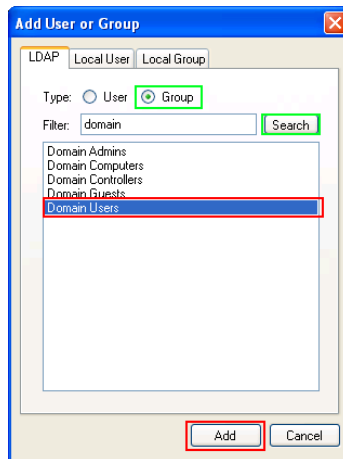 Add User or Group
LDAP Local User Local Group
Type: User Group
Filter: domain Search
Domain Admins
Domain Computers
Domain Controllers
Domain Guests
Domain Users
Add Cancel